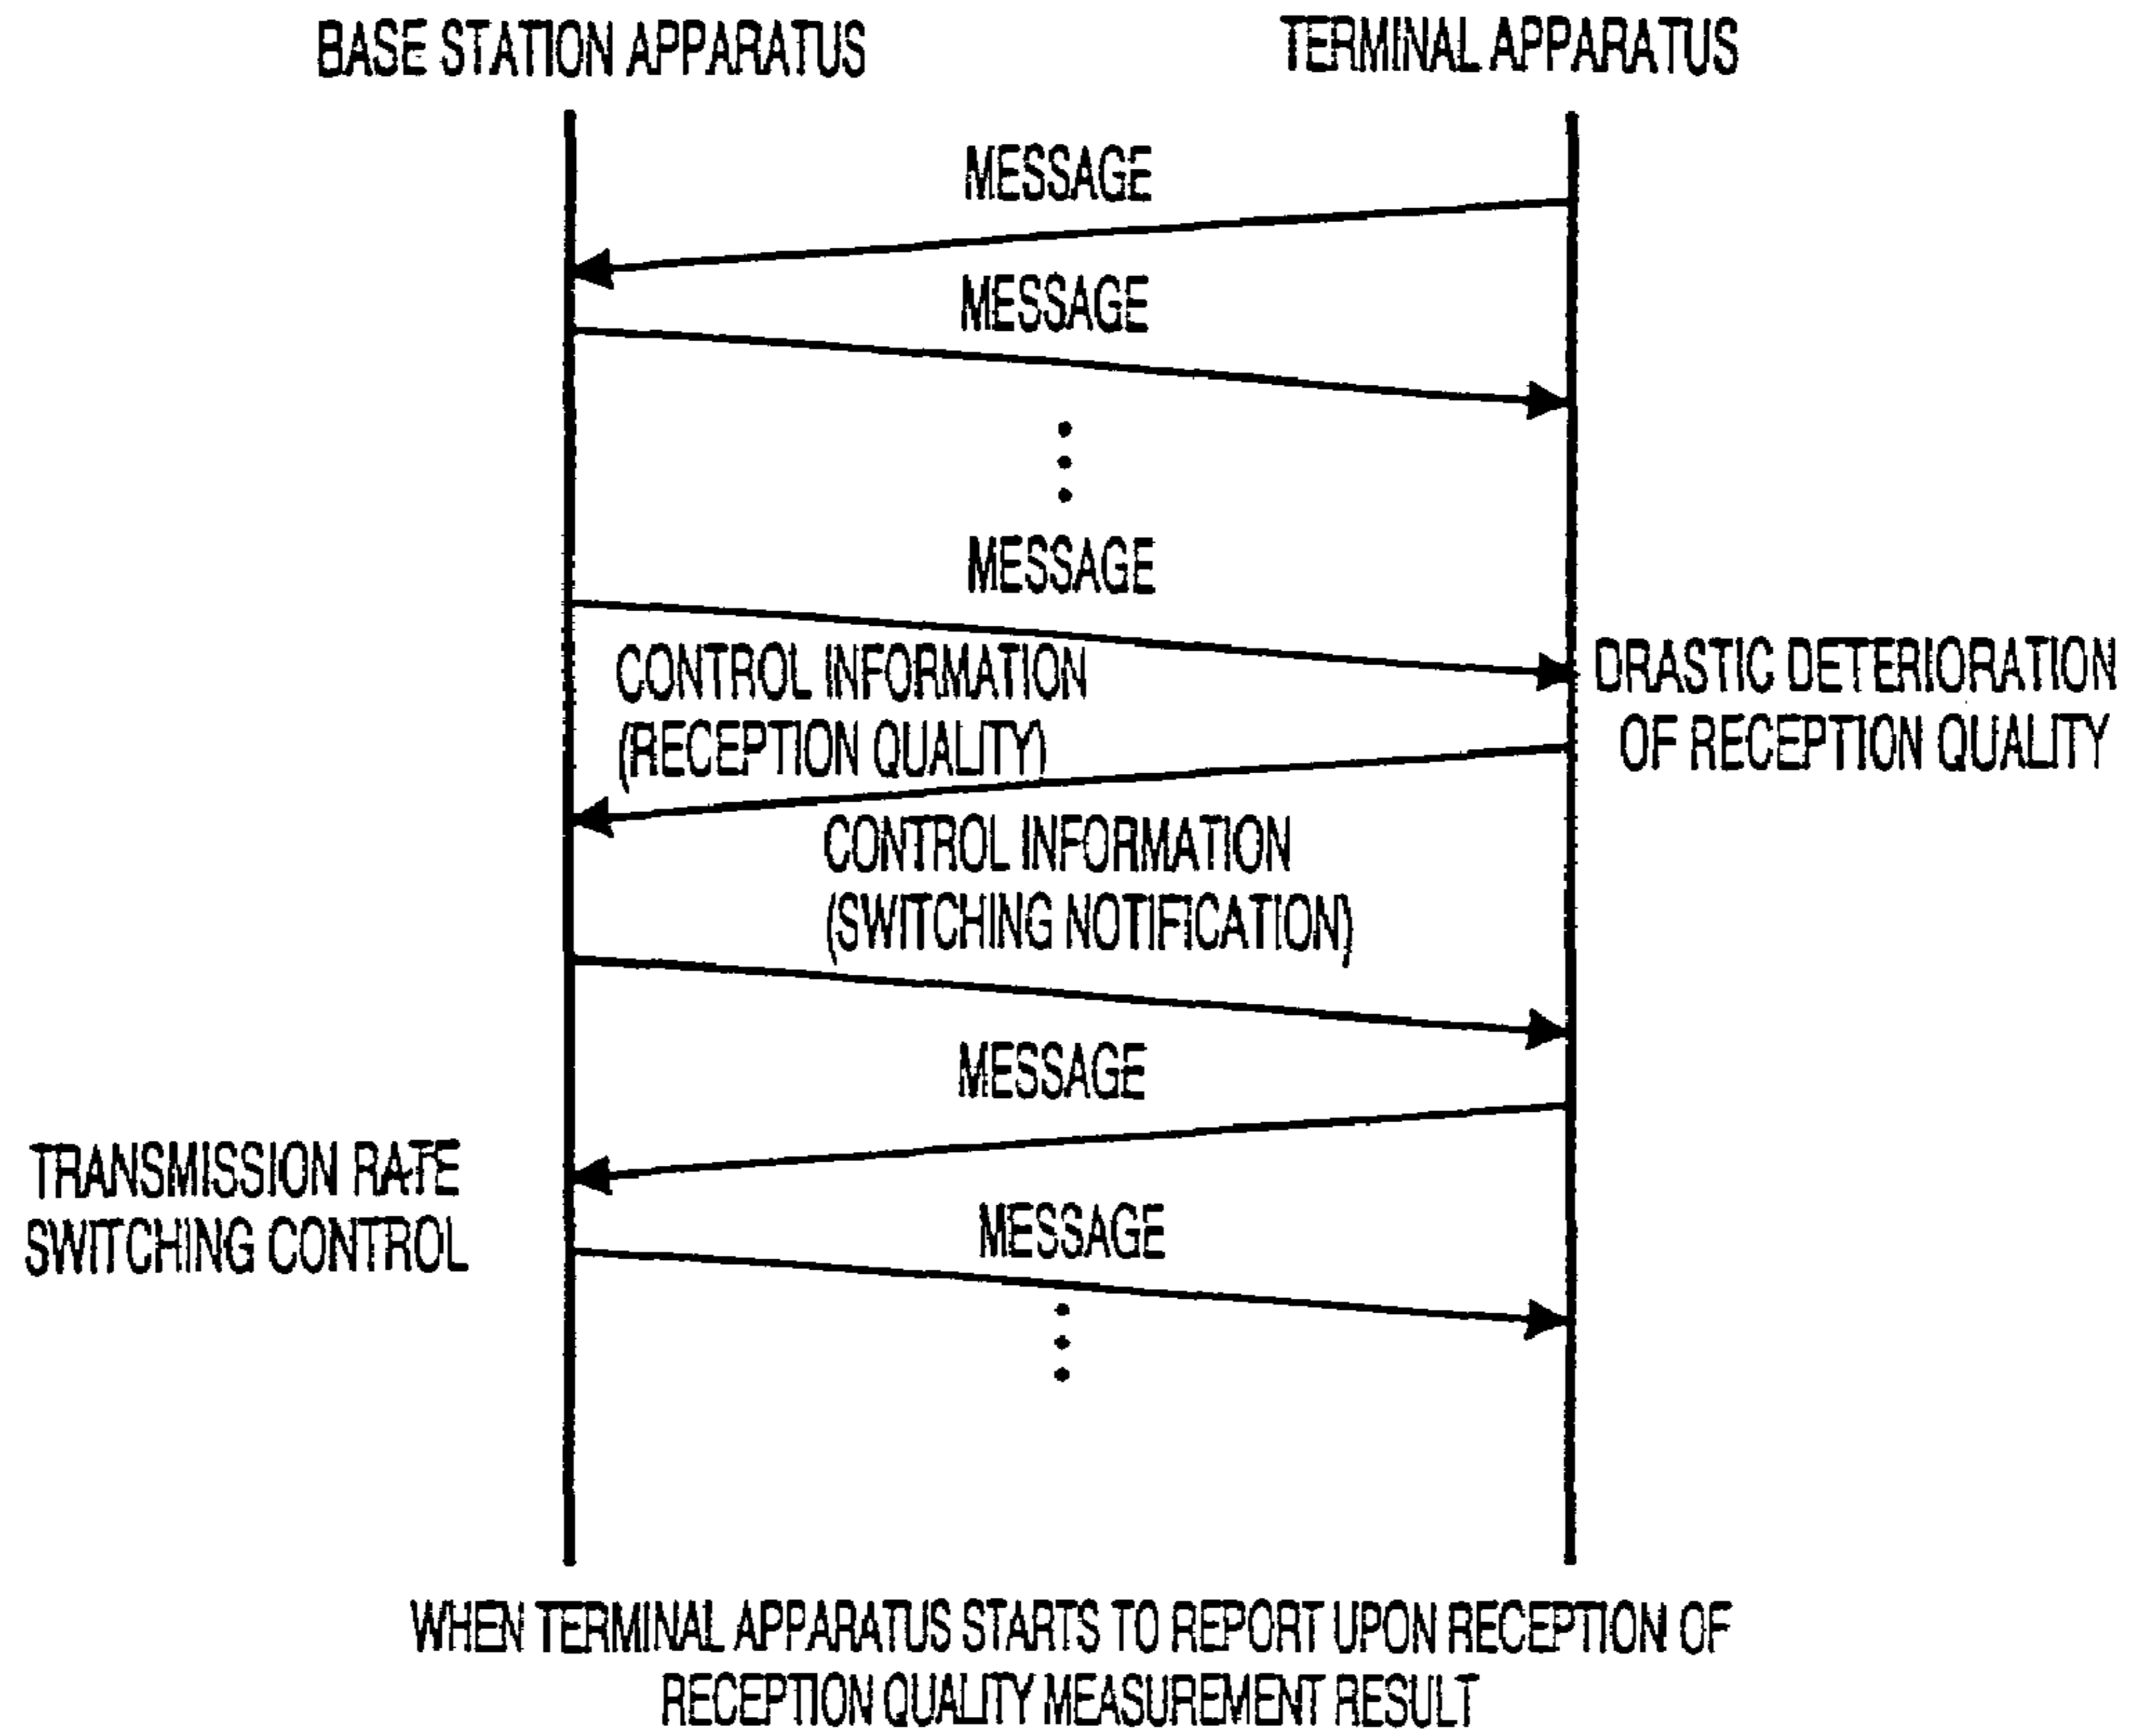 BASE STATION APPARATUS
TERMINAL APPARATUS
MESSAGE
MESSAGE
MESSAGE
CONTROL INFORMATION
(RECEPTION QUALITY)
DRASTIC DETERIORATION
OF RECEPTION QUALITY
CONTROL INFORMATION
(SWITCHING NOTIFICATION)
MESSAGE
TRANSMISSION RATE
SWITCHING CONTROL
MESSAGE
WHEN TERMINAL APPARATUS STARTS TO REPORT UPON RECEPTION OF
RECEPTION QUALITY MEASUREMENT RESULT